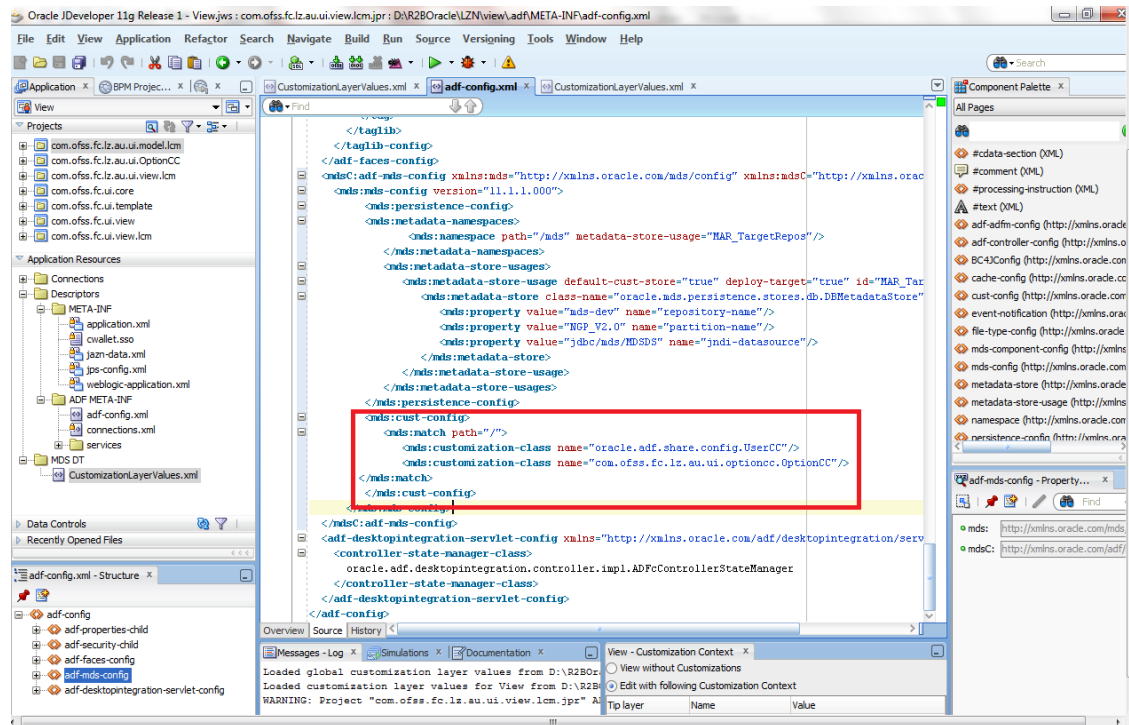 Oracle JDeveloper 11g Release 1 - View.jws : com.ofss.fc.lz.au.ui.view.lcm.jpr : D:\R2BOracle\LZN\view\.adf\META-INF\adf-config.xml
File Edit View Application Refactor Search Navigate Build Run Source Versioning Tools Window Help
Search
Application x BPM Projec... x x
View
Projects
com.ofss.fc.lz.au.ui.model.lcm
com.ofss.fc.lz.au.ui.OptionCC
com.ofss.fc.lz.au.ui.view.lcm
com.ofss.fc.ui.core
com.ofss.fc.ui.template
com.ofss.fc.ui.view
com.ofss.fc.ui.view.lcm
Application Resources
Connections
Descriptors
META-INF
application.xml
cwallet.sso
jazn-data.xml
jps-config.xml
weblogic-application.xml
ADF META-INF
adf-config.xml
connections.xml
services
MDS DT
CustomizationLayerValues.xml
Data Controls
Recently Opened Files
adf-config.xml - Structure x
adf-config
adf-properties-child
adf-security-child
adf-faces-config
adf-mds-config
adf-desktopintegration-servlet-config
CustomizationLayerValues.xml x adf-config.xml x CustomizationLayerValues.xml x
Find
</taglib>
</taglib-config>
</adf-faces-config>
<mdsC:adf-mds-config xmlns:mds="http://xmlns.oracle.com/mds/config" xmlns:mdsC="http://xmlns.orac
<mds:mds-config version="11.1.1.000">
<mds:persistence-config>
<mds:metadata-namespaces>
<mds:namespace path="/mds" metadata-store-usage="MAR_TargetRepos"/>
</mds:metadata-namespaces>
<mds:metadata-store-usages>
<mds:metadata-store-usage default-cust-store="true" deploy-target="true" id="MAR_Tar
<mds:metadata-store class-name="oracle.mds.persistence.stores.db.DBMetadataStore"
<mds:property value="mds-dev" name="repository-name"/>
<mds:property value="NGP_V2.0" name="partition-name"/>
<mds:property value="jdbc/mds/MDSDS" name="jndi-datasource"/>
</mds:metadata-store>
</mds:metadata-store-usage>
</mds:metadata-store-usages>
</mds:persistence-config>
<mds:cust-config>
<mds:match path="/">
<mds:customization-class name="oracle.adf.share.config.UserCC"/>
<mds:customization-class name="com.ofss.fc.lz.au.ui.optioncc.OptionCC"/>
</mds:match>
</mds:cust-config>
</mds:mds-config>
</mdsC:adf-mds-config>
<adf-desktopintegration-servlet-config xmlns="http://xmlns.oracle.com/adf/desktopintegration/serv
<controller-state-manager-class>
oracle.adf.desktopintegration.controller.impl.ADFcControllerStateManager
</controller-state-manager-class>
</adf-desktopintegration-servlet-config>
</adf-config>
Overview Source History
Messages - Log x Simulations x Documentation x
Loaded global customization layer values from D:\R2BOr
Loaded customization layer values for View from D:\R2B
WARNING: Project "com.ofss.fc.lz.au.ui.view.lcm.jpr" A
View - Customization Context x
View without Customizations
Edit with following Customization Context
Tip layer Name Value
Component Palette x
All Pages
#cdata-section (XML)
#comment (XML)
#processing-instruction (XML)
#text (XML)
adf-adfm-config (http://xmlns.oracle
adf-controller-config (http://xmlns.o
BC4JConfig (http://xmlns.oracle.com
cache-config (http://xmlns.oracle.cc
cust-config (http://xmlns.oracle.com
event-notification (http://xmlns.orac
file-type-config (http://xmlns.oracle
mds-component-config (http://xmlns
mds-config (http://xmlns.oracle.com
metadata-store (http://xmlns.oracle
metadata-store-usage (http://xmlns
namespace (http://xmlns.oracle.com
persistence-config (http://xmlns.ora
adf-mds-config - Property... x
Find
mds: http://xmlns.oracle.com/mds
mdsC: http://xmlns.oracle.com/adf/